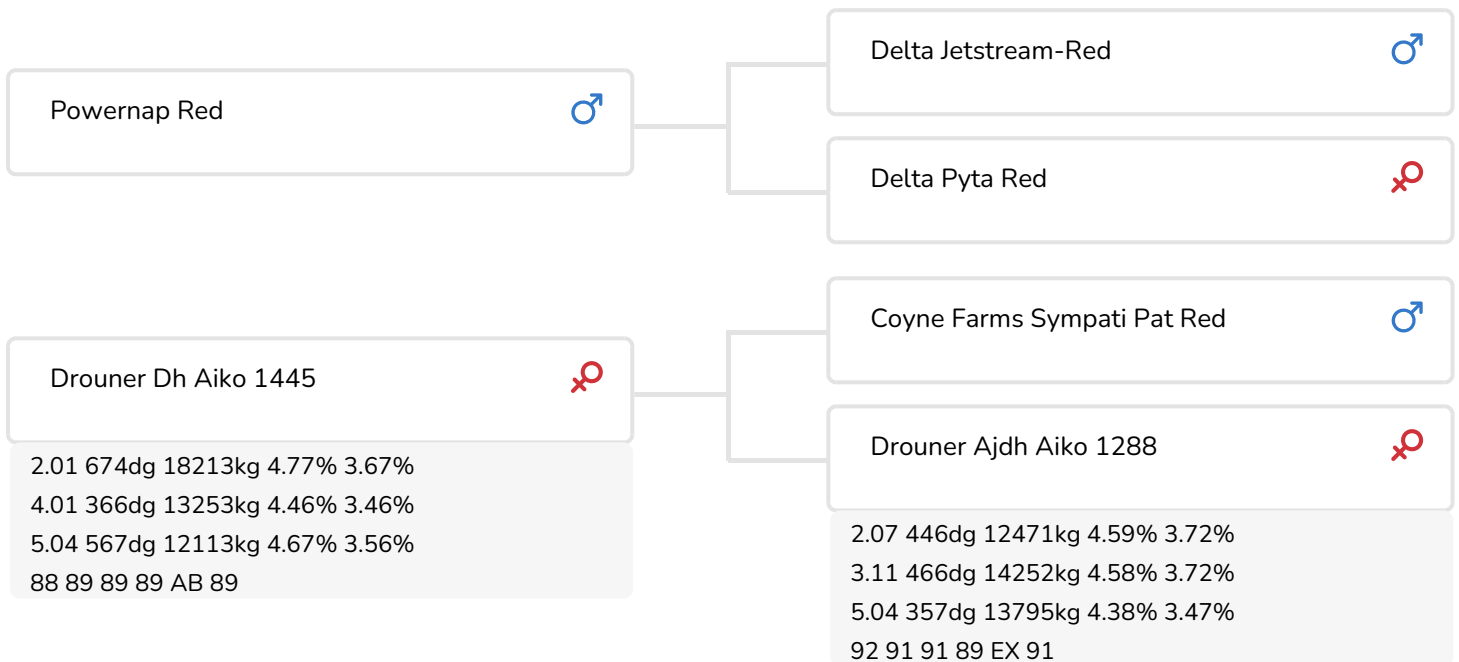 Powernap Red
Delta Jetstream-Red
Delta Pyta Red
Drouner Dh Aiko 1445
2.01 674dg 18213kg 4.77% 3.67%
4.01 366dg 13253kg 4.46% 3.46%
5.04 567dg 12113kg 4.67% 3.56%
88 89 89 89 AB 89
Coyne Farms Sympati Pat Red
Drouner Ajdh Aiko 1288
2.07 446dg 12471kg 4.59% 3.72%
3.11 466dg 14252kg 4.58% 3.72%
5.04 357dg 13795kg 4.38% 3.47%
92 91 91 89 EX 91